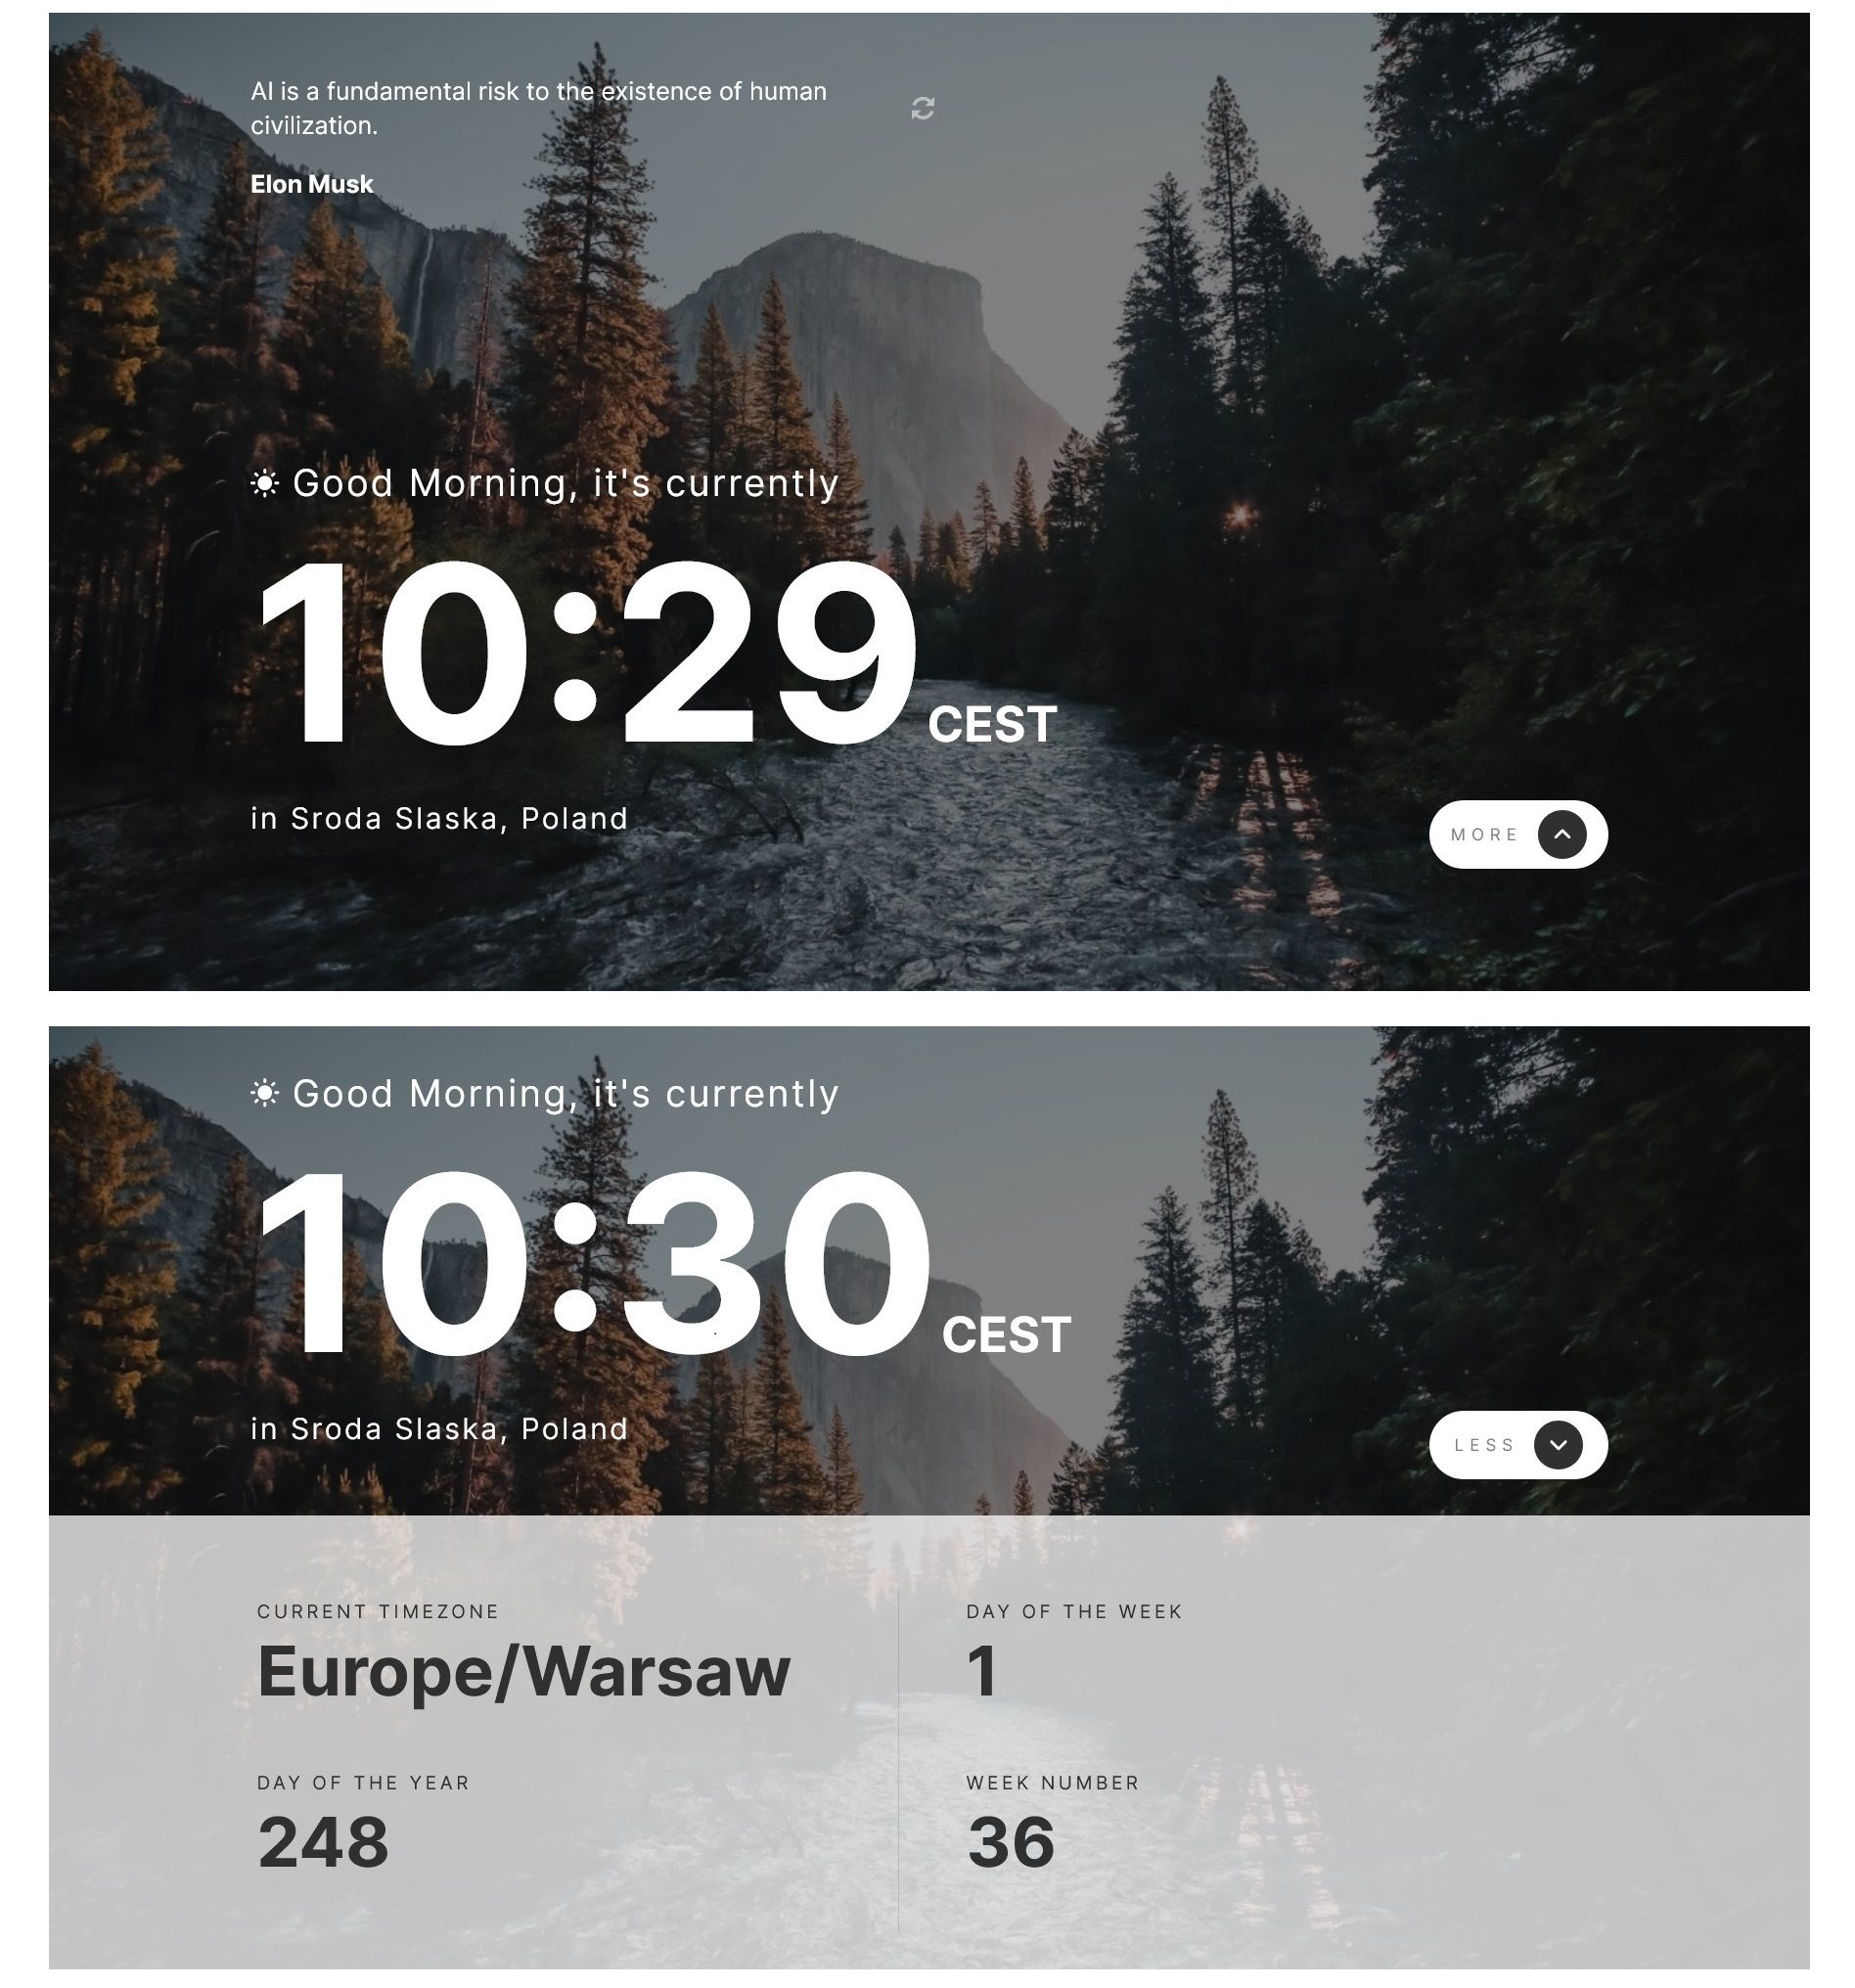 AI is a fundamental risk to the existence of human
civilization.
Elon Musk
Good Morning, it's currently
10:29 CEST
in Sroda Slaska, Poland
MORE
Good Morning, it's currently
10:30 CEST
in Sroda Slaska, Poland
LESS
CURRENT TIMEZONE
Europe/Warsaw
DAY OF THE YEAR
248
DAY OF THE WEEK
1
WEEK NUMBER
36